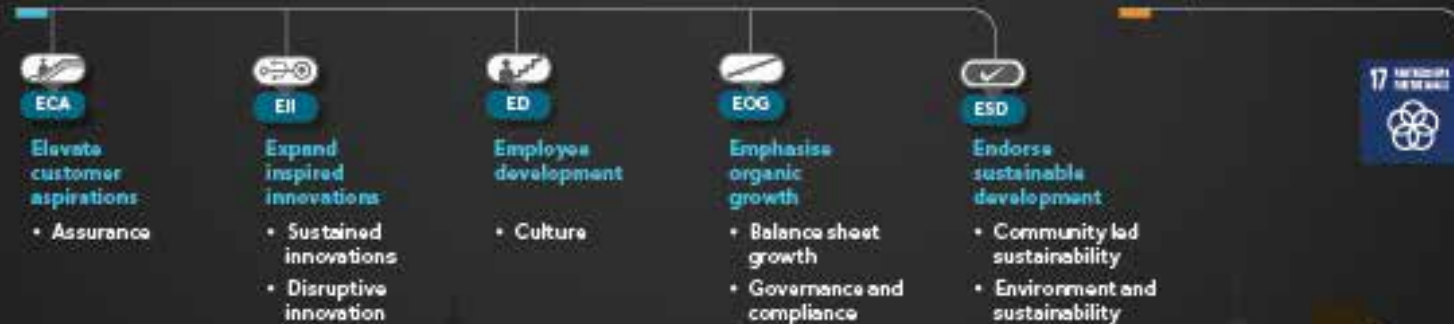 ECA
Elevate
customer
aspirations
• Assurance
EII
Expand
inspired
innovations
• Sustained
innovations
• Disruptive
innovation
ED
Employee
development
• Culture
EOG
Emphasise
organic
growth
• Balance sheet
growth
• Governance and
compliance
ESD
Endorse
sustainable
development
• Community led
sustainability
• Environment and
sustainability
17